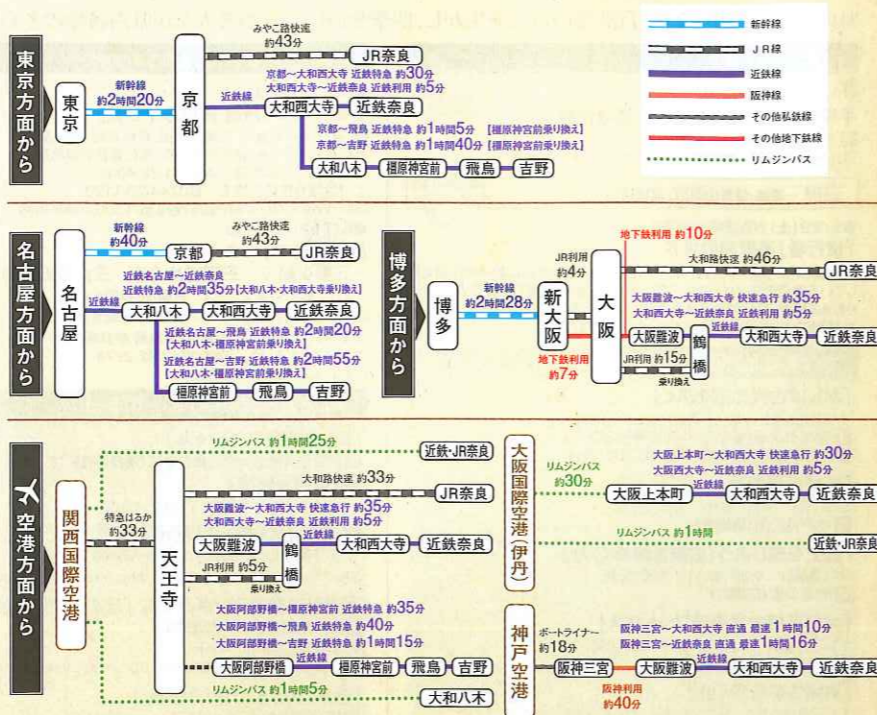 東京方面から
東京
新幹線
約2時間20分
京都
みやこ路快速
約43分
JR奈良
京都～大和西大寺 近鉄特急 約30分
大和西大寺～近鉄奈良 近鉄利用 約5分
近鉄線
大和西大寺
近鉄奈良
京都～飛鳥 近鉄特急 約1時間5分 [橿原神宮前乗り換え]
京都～吉野 近鉄特急 約1時間40分 [橿原神宮前乗り換え]
大和八木
橿原神宮前
飛鳥
吉野
新幹線
JR線
近鉄線
阪神線
その他私鉄線
その他地下鉄線
リムジンバス
名古屋方面から
名古屋
新幹線
約40分
京都
みやこ路快速
約43分
JR奈良
近鉄名古屋～近鉄奈良
近鉄特急 約2時間35分 [大和八木・大和西大寺乗り換え]
近鉄線
大和八木
大和西大寺
近鉄奈良
近鉄名古屋～飛鳥 近鉄特急 約2時間20分
[大和八木・橿原神宮前乗り換え]
近鉄名古屋～吉野 近鉄特急 約2時間55分
[大和八木・橿原神宮前乗り換え]
橿原神宮前
飛鳥
吉野
博多方面から
博多
新幹線
約2時間28分
新大阪
JR利用
約4分
地下鉄利用
約7分
大阪
地下鉄利用 約10分
大和路快速 約46分
JR奈良
大阪難波～大和西大寺 快速急行 約35分
大和西大寺～近鉄奈良 近鉄利用 約5分
大阪難波
鶴橋
近鉄線
大和西大寺
近鉄奈良
JR利用 約15分
乗り換え
空港方面から
関西国際空港
リムジンバス 約1時間25分
近鉄・JR奈良
特急はるか
約33分
天王寺
大和路快速 約33分
JR奈良
大阪難波～大和西大寺 快速急行 約35分
大和西大寺～近鉄奈良 近鉄利用 約5分
大阪難波
鶴橋
近鉄線
大和西大寺
近鉄奈良
JR利用 約5分
乗り換え
大阪阿部野橋～橿原神宮前 近鉄特急 約35分
大阪阿部野橋～飛鳥 近鉄特急 約40分
大阪阿部野橋～吉野 近鉄特急 約1時間15分
大阪阿部野橋
近鉄線
橿原神宮前
飛鳥
吉野
リムジンバス 約1時間5分
大和八木
大阪国際空港(伊丹)
リムジンバス
約30分
大阪上本町～大和西大寺 快速急行 約30分
大阪西大寺～近鉄奈良 近鉄利用 約5分
大阪上本町
近鉄線
大和西大寺
近鉄奈良
リムジンバス 約1時間
近鉄・JR奈良
神戸空港
ポートライナー
約18分
阪神三宮～大和西大寺 直通 最速 1時間10分
阪神三宮～近鉄奈良 直通 最速 1時間16分
阪神三宮
大阪難波
近鉄線
大和西大寺
近鉄奈良
阪神利用
約40分